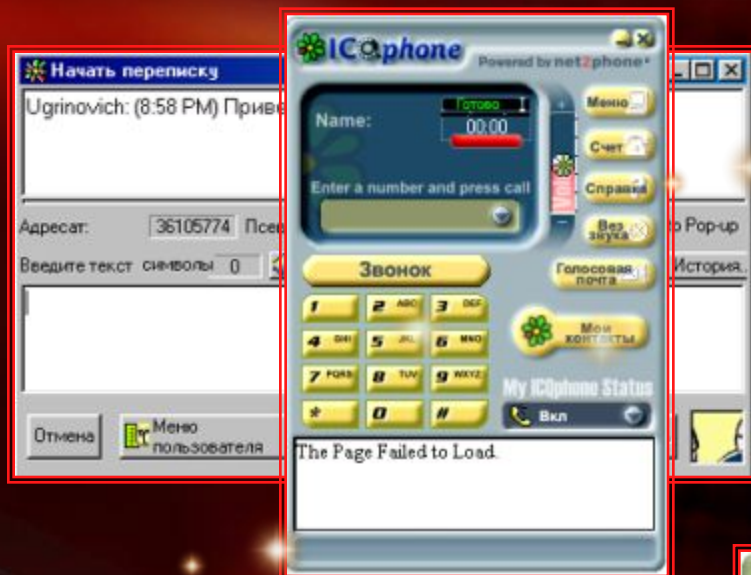 Начать переписку
Ugrinovich: (8:58 PM) Приве
Адресат: 36105774 Псев
Введите текст символы 0
Отмена
Меню
пользователя
ICQphone
Powered by net2phone
Name:
Готово
00:00
Enter a number and press call
Vol
Меню
Счет
Справка
Без
звука
Звонок
Голосовая
почта
1
2 ABC
3 DEF
4 GHI
5 JKL
6 MNO
7 PQRS
8 TUV
9 WXYZ
*
0
#
Мои
контакты
My ICQphone Status
Вкл
The Page Failed to Load.
o Pop-up
История..